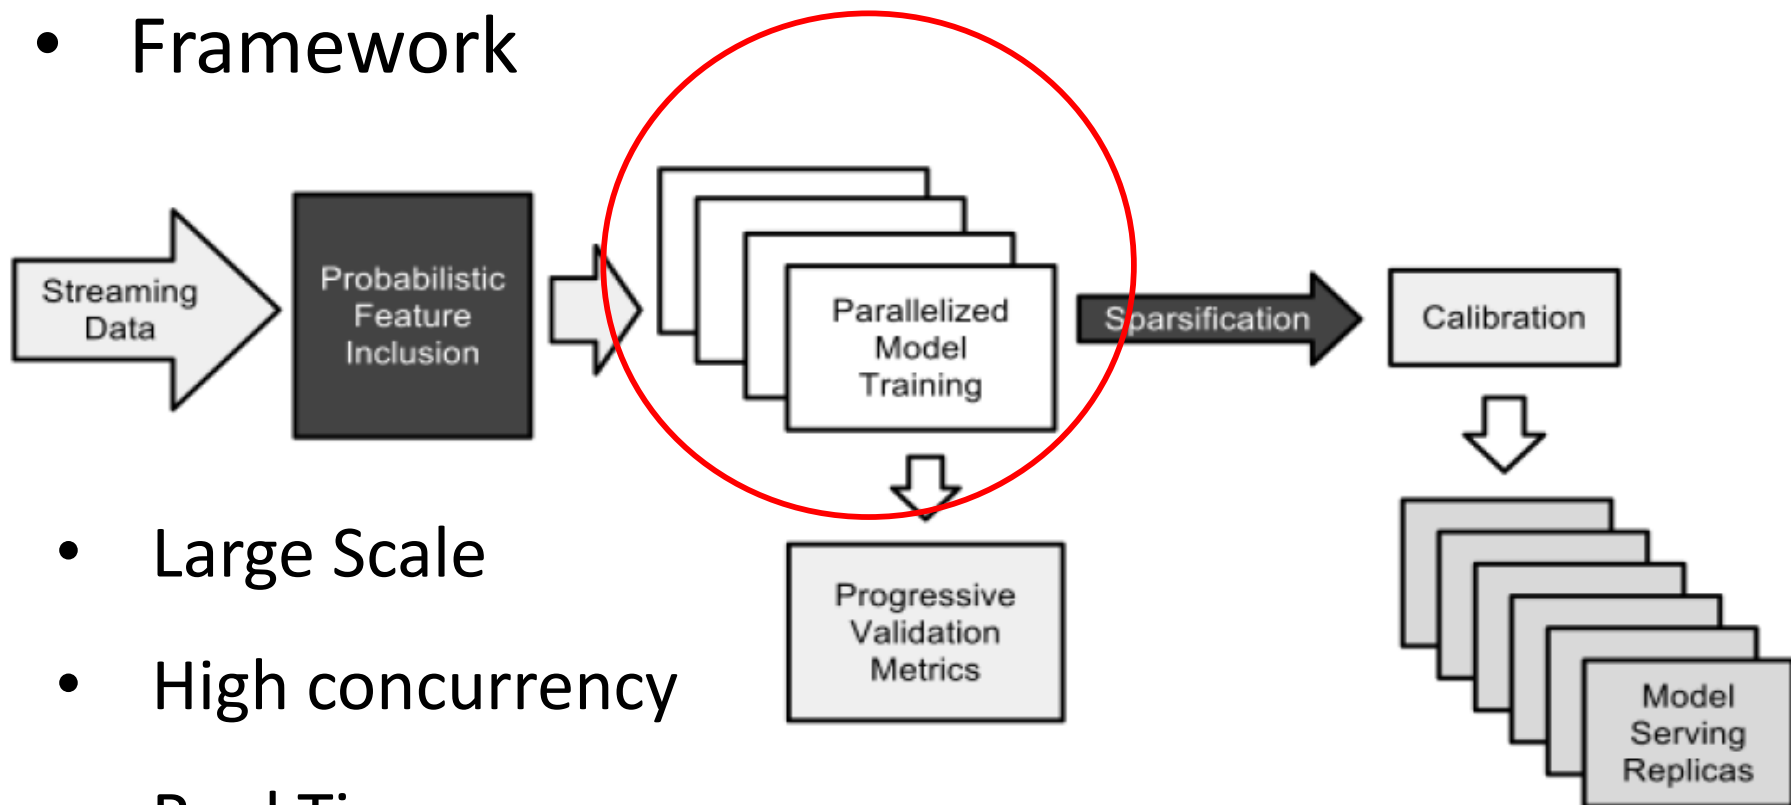 • Framework
Streaming
Data
Probabilistic
Feature
Inclusion
Parallelized
Model
Training
Sparsification
Calibration
Progressive
Validation
Metrics
Model
Serving
Replicas
• Large Scale
• High concurrency